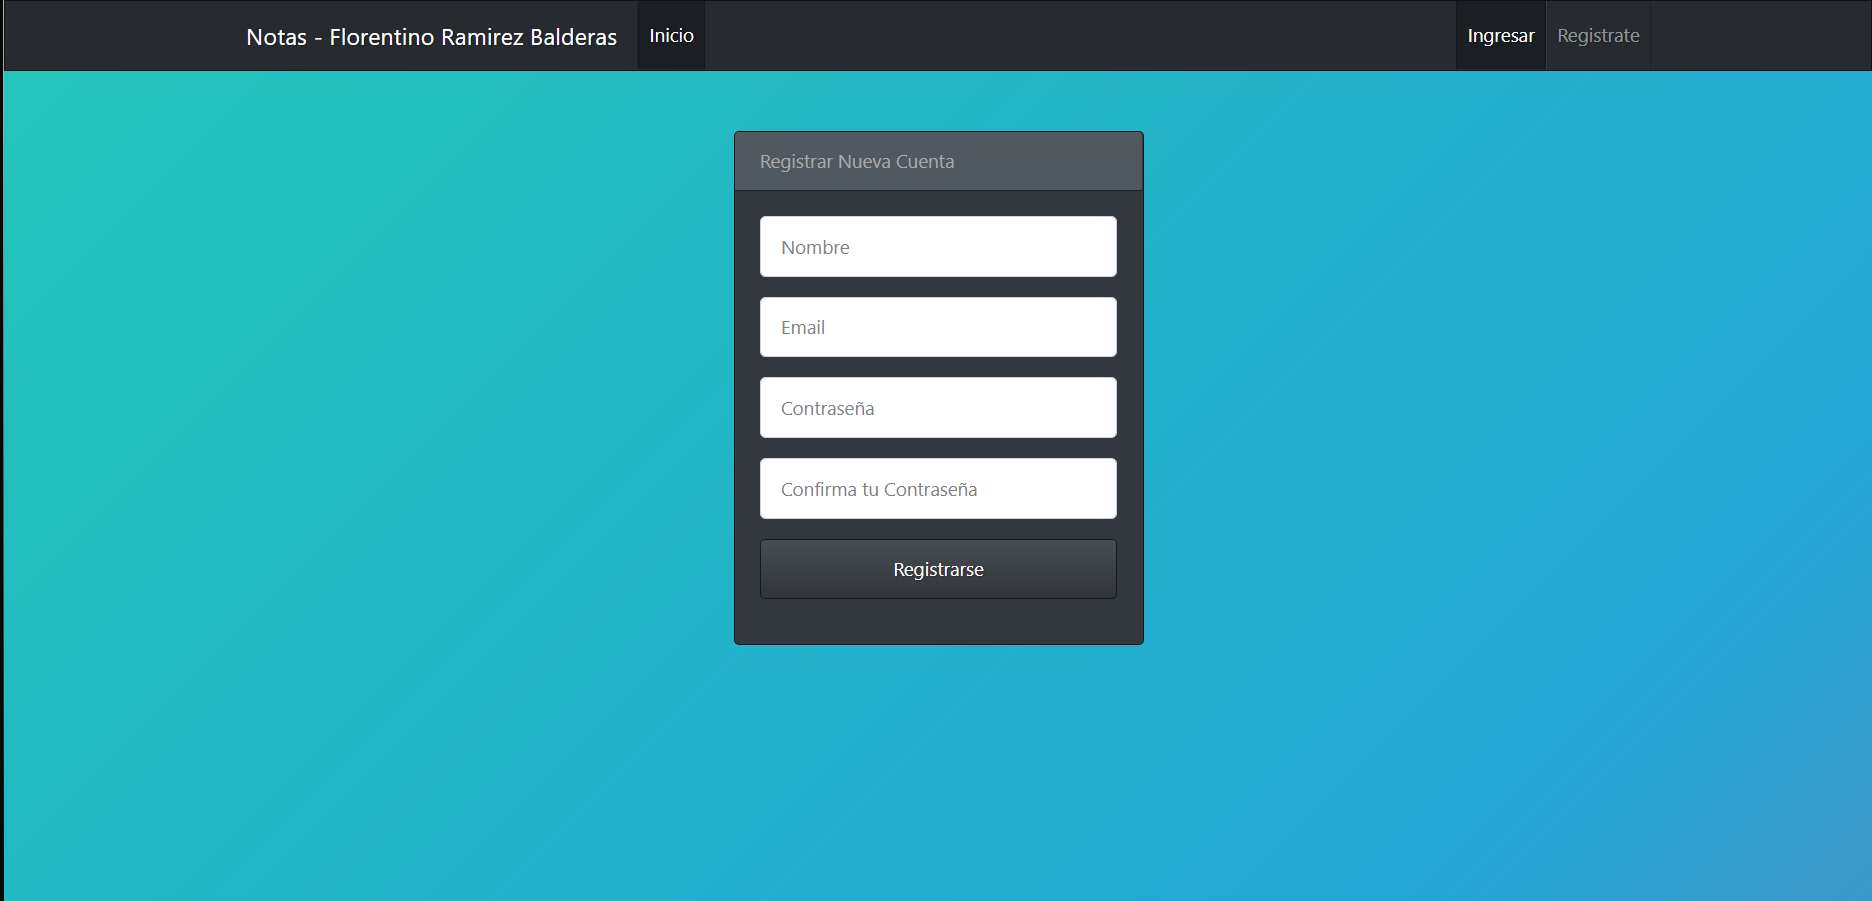 Notas - Florentino Ramirez Balderas Inicio Ingresar Registrate
Registrar Nueva Cuenta
Nombre
Email
Contraseña
Confirma tu Contraseña
Registrarse